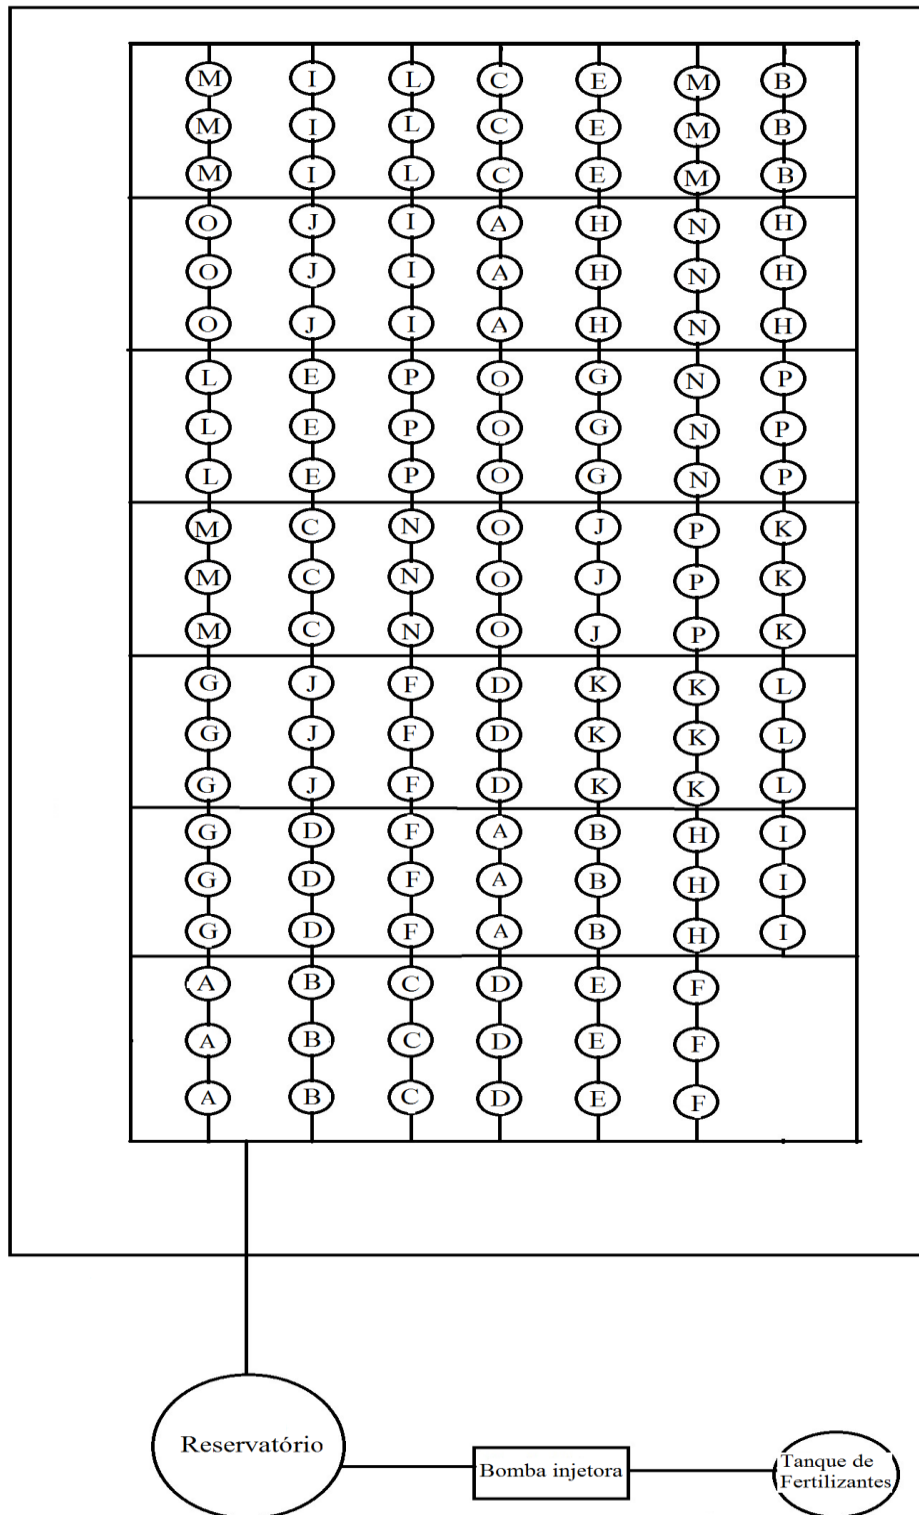 M I L C E M B
M I L C E M B
M I L C E M B
O J I A H N H
O J I A H N H
O J I A H N H
L E P O G N P
L E P O G N P
L E P O G N P
M C N O J P K
M C N O J P K
M C N O J P K
G J F D K K L
G J F D K K L
G J F D K K L
G D F A B H I
G D F A B H I
G D F A B H I
A B C D E F
A B C D E F
A B C D E F
Reservatório
Bomba injetora
Tanque de
Fertilizantes